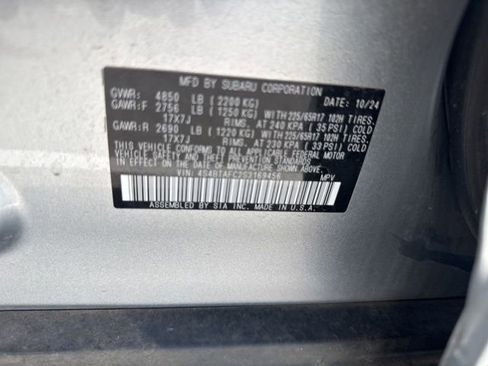 MFD BY SUBARU CORPORATION
GVWR: 4850 LB (2200 KG) DATE: 10/24
GAWR:F 2756 LB (1250 KG) WITH 225/65R17 102H TIRES,
17X7J RIMS, AT 240 KPA ( 35 PSI) COLD
GAWR:R 2690 LB (1220 KG) WITH 225/65R17 102H TIRES,
17X7J RIMS, AT 230 KPA ( 33 PSI) COLD
THIS VEHICLE CONFORMS TO ALL APPLICABLE U.S. FEDERAL MOTOR
VEHICLE SAFETY AND THEFT PREVENTION STANDARDS
IN EFFECT ON THE DATE OF MANUFACTURE SHOWN ABOVE.
VIN: 4S4BTAFC2S3169456 MPV
ASSEMBLED BY SIA INC. MADE IN U.S.A.